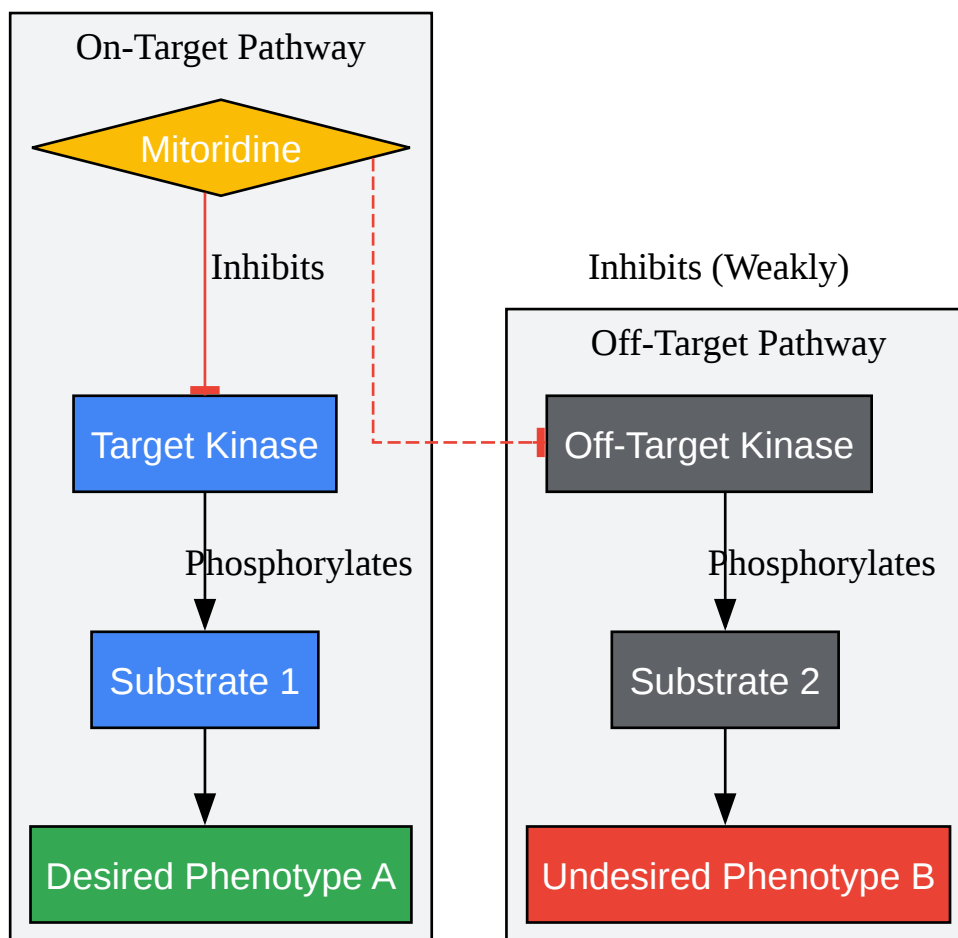 On-Target Pathway
Mitoridine
Inhibits
Inhibits (Weakly)
Off-Target Pathway
Target Kinase
Off-Target Kinase
Phosphorylates
Phosphorylates
Substrate 1
Substrate 2
Desired Phenotype A
Undesired Phenotype B